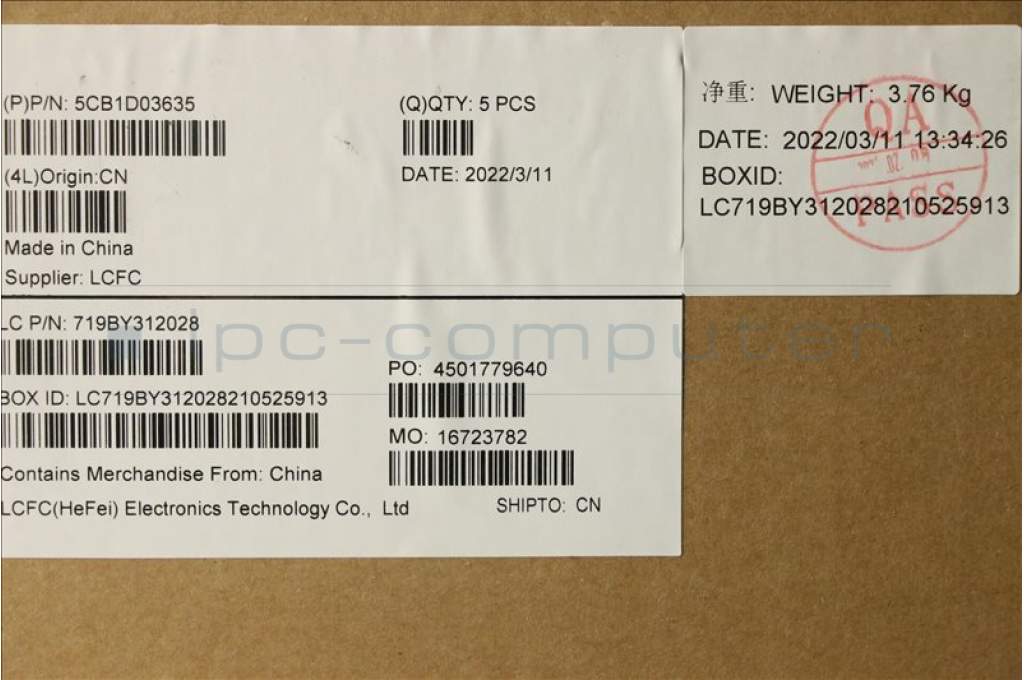 (P)P/N: 5CB1D03635
(Q)QTY: 5 PCS
(4L)Origin:CN
DATE: 2022/3/11
Made in China
Supplier: LCFC
净重: WEIGHT: 3.76 Kg
DATE: 2022/03/11 13:34:26
BOXID:
LC719BY312028210525913
QA
PASS
LC P/N: 719BY312028
BOX ID: LC719BY312028210525913
Contains Merchandise From: China
LCFC(HeFei) Electronics Technology Co., Ltd
PO: 4501779640
MO: 16723782
SHIPTO: CN
ipc-computer